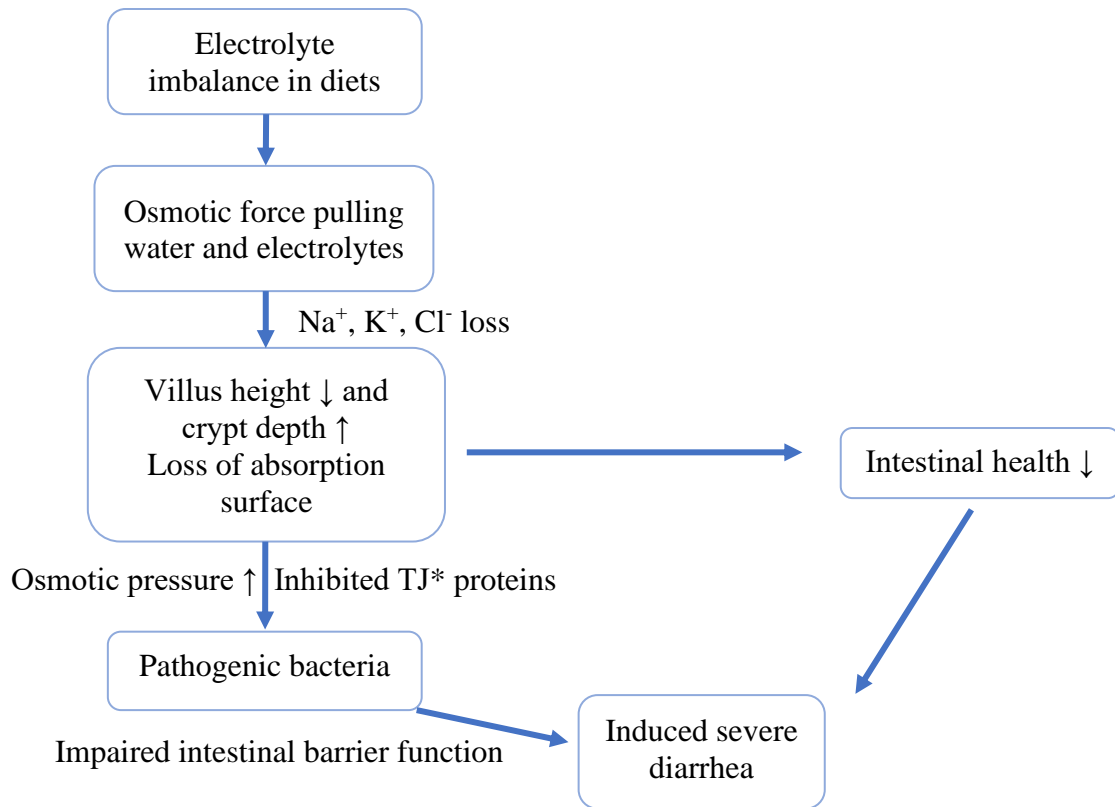 Electrolyte
imbalance in diets
Osmotic force pulling
water and electrolytes
Na⁺, K⁺, Cl⁻ loss
Villus height ↓ and
crypt depth ↑
Loss of absorption
surface
Intestinal health ↓
Osmotic pressure ↑ Inhibited TJ* proteins
Pathogenic bacteria
Impaired intestinal barrier function
Induced severe
diarrhea